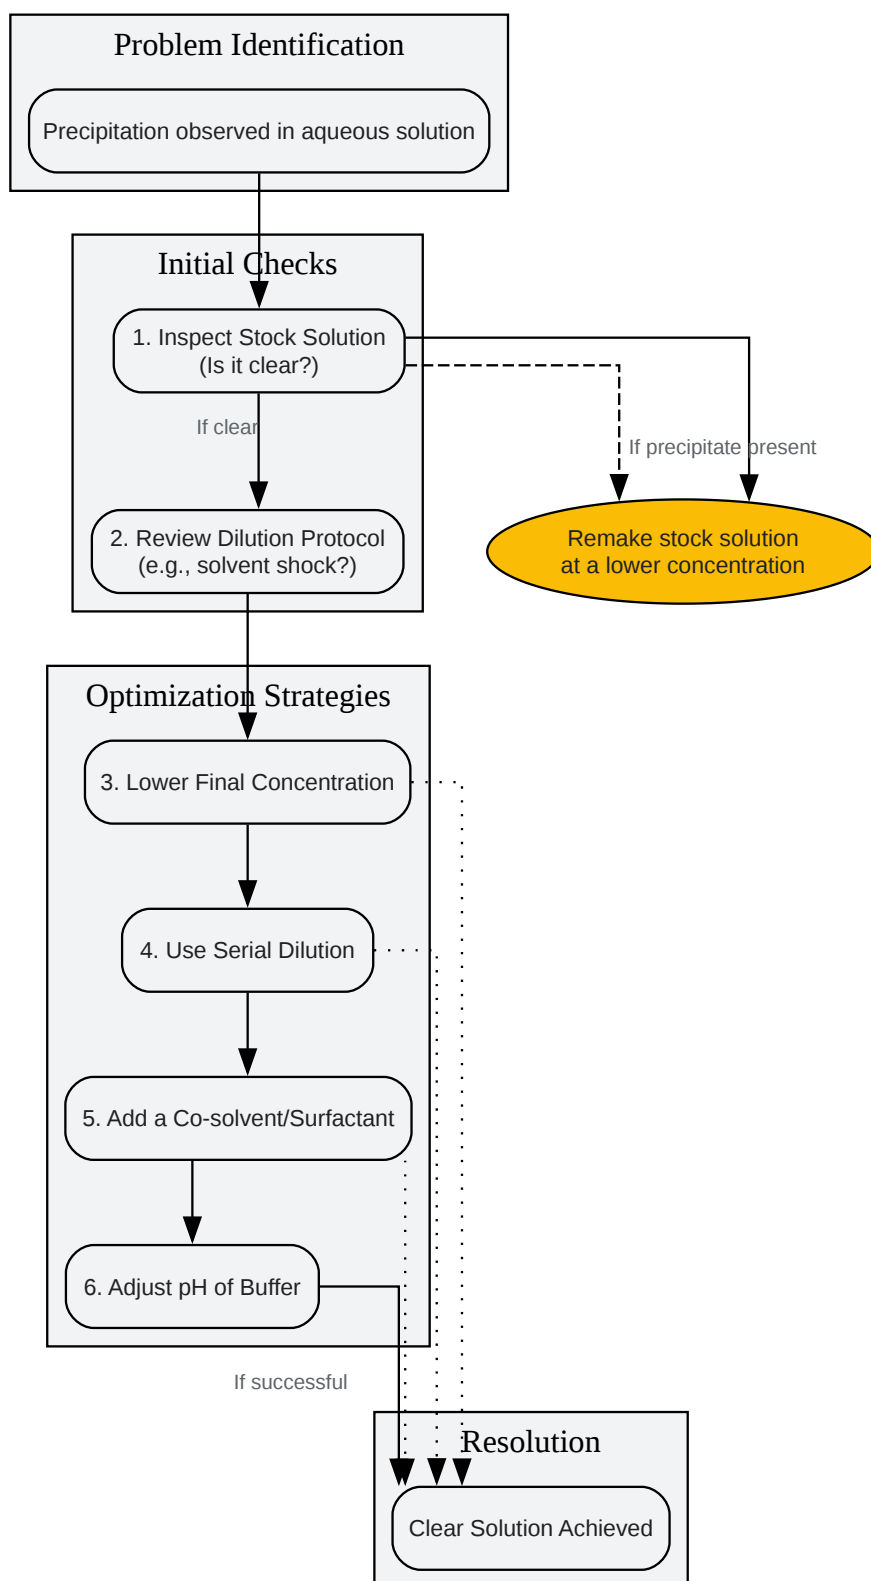 Problem Identification
Precipitation observed in aqueous solution
Initial Checks
1. Inspect Stock Solution
(Is it clear?)
If clear
If precipitate present
2. Review Dilution Protocol
(e.g., solvent shock?)
Remake stock solution
at a lower concentration
Optimization Strategies
3. Lower Final Concentration
4. Use Serial Dilution
5. Add a Co-solvent/Surfactant
6. Adjust pH of Buffer
If successful
Resolution
Clear Solution Achieved